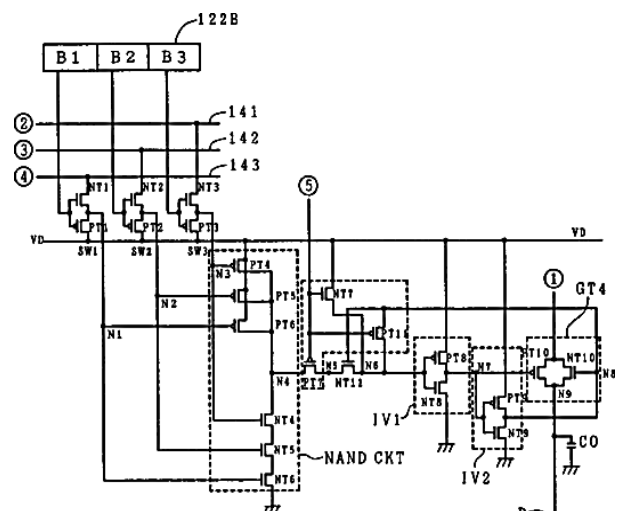 122B
B1 B2 B3
② 141
③ 142
④ 143
⑤
NT1 NT2 NT3
PT1 PT2 PT3
VD VD
SW1 SW2 SW3
①
GT4
N3 PT4
NT7
N2 PT5
PT11
N1 PT6
PT8
N7
PT10 NT10
N8
N4 N5 N6
PT7 NT11
N9
NT8
PT9
NT4
IV1
NT9
C0
NT5
NAND CKT
IV2
NT6